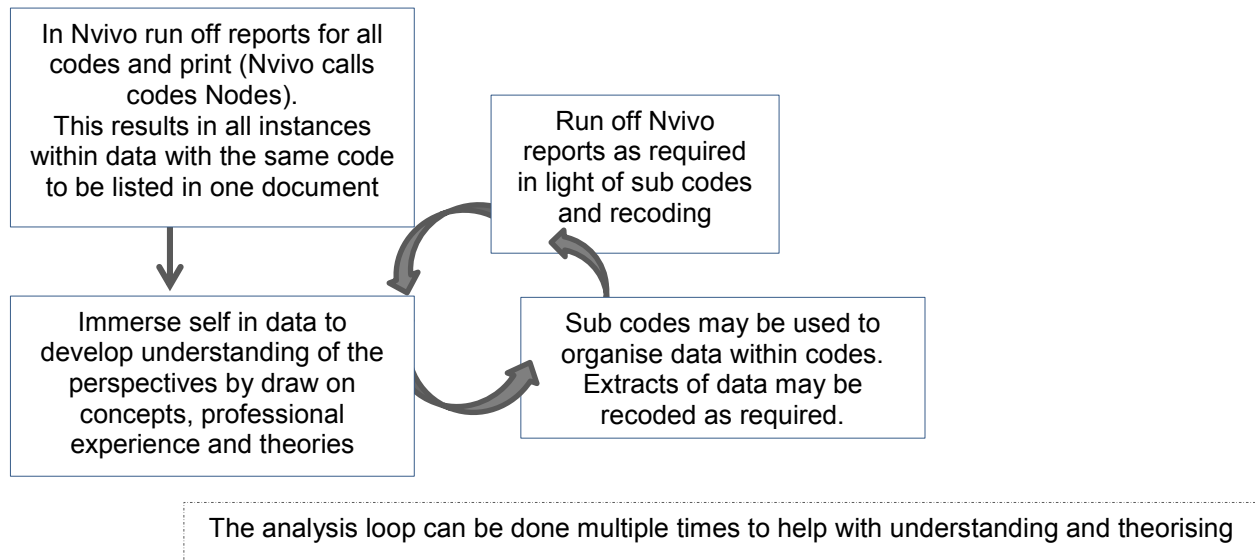 In Nvivo run off reports for all
codes and print (Nvivo calls
codes Nodes).
This results in all instances
within data with the same code
to be listed in one document
Run off Nvivo
reports as required
in light of sub codes
and recoding
Immerse self in data to
develop understanding of the
perspectives by draw on
concepts, professional
experience and theories
Sub codes may be used to
organise data within codes.
Extracts of data may be
recoded as required.
The analysis loop can be done multiple times to help with understanding and theorising